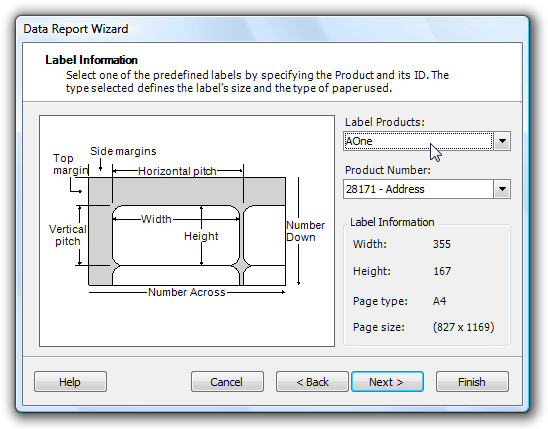 Data Report Wizard
Label Information
Select one of the predefined labels by specifying the Product and its ID. The
type selected defines the label's size and the type of paper used.
Side margins
Top
margin
Horizontal pitch
Width
Vertical
pitch
Height
Number
Down
Number Across
Label Products:
AOne
Product Number:
28171 - Address
Label Information
Width: 355
Height: 167
Page type: A4
Page size: (827 x 1169)
Help
Cancel
< Back
Next >
Finish